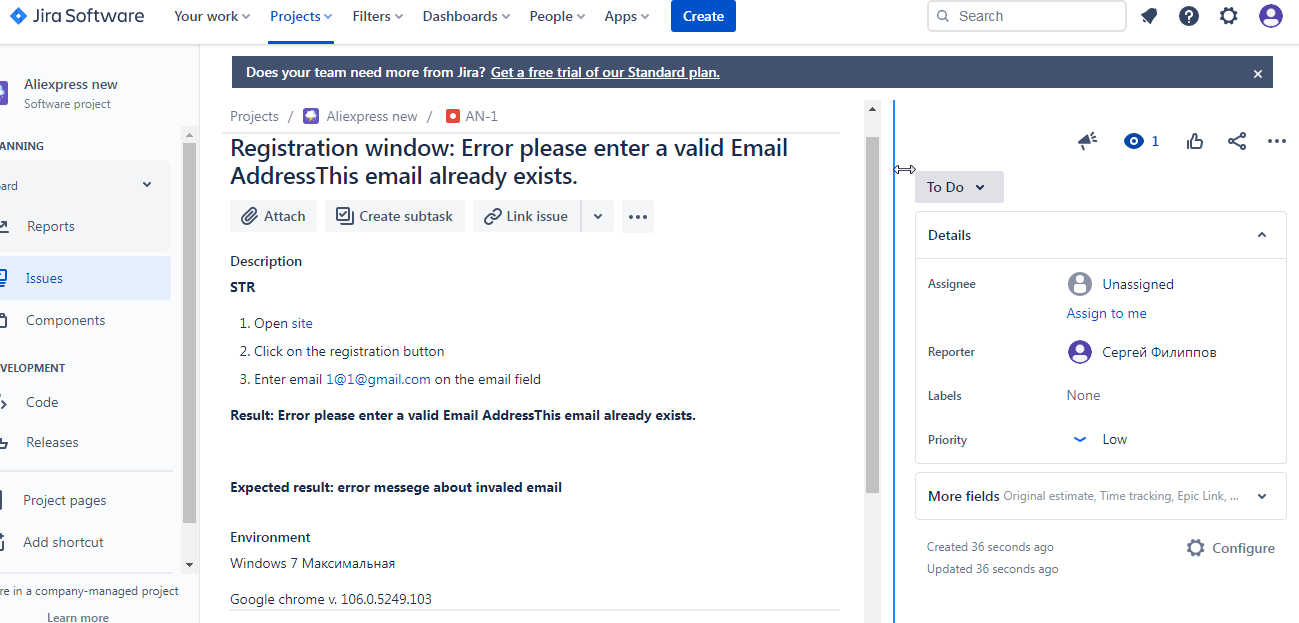 Jira Software Your work Projects Filters Dashboards People Apps Create Search
Does your team need more from Jira? Get a free trial of our Standard plan.
Aliexpress new
Software project
ANNING
ard
Reports
Issues
Components
VELOPMENT
Code
Releases
Project pages
Add shortcut
re in a company-managed project
Learn more
Projects / Aliexpress new / AN-1
Registration window: Error please enter a valid Email
AddressThis email already exists.
Attach Create subtask Link issue
Description
STR
1. Open site
2. Click on the registration button
3. Enter email 1@1@gmail.com on the email field
Result: Error please enter a valid Email AddressThis email already exists.
Expected result: error messege about invaled email
Environment
Windows 7 Максимальная
Google chrome v. 106.0.5249.103
1
To Do
Details
Assignee Unassigned
Assign to me
Reporter Сергей Филиппов
Labels None
Priority Low
More fields Original estimate, Time tracking, Epic Link, ...
Created 36 seconds ago
Updated 36 seconds ago
Configure